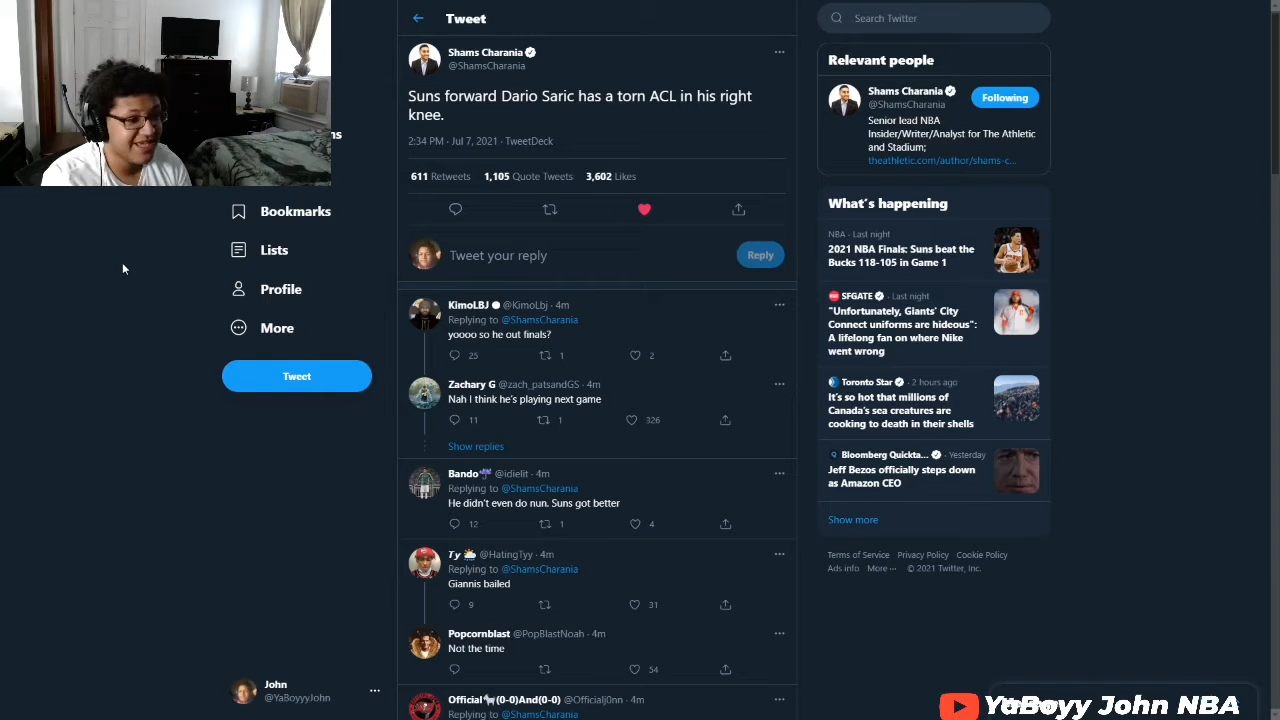 Tweet
Shams Charania
@ShamsCharania
Suns forward Dario Saric has a torn ACL in his right
knee.
2:34 PM · Jul 7, 2021 · TweetDeck
611 Retweets 1,105 Quote Tweets 3,602 Likes
Tweet your reply
Reply
KimoLBJ @KimoLbj · 4m
Replying to @ShamsCharania
yoooo so he out finals?
25 1 2
Zachary G @zach_patsandGS · 4m
Nah I think he's playing next game
11 1 326
Show replies
Bando @idielit · 4m
Replying to @ShamsCharania
He didn't even do nun. Suns got better
12 1 4
Ty @HatingTyy · 4m
Replying to @ShamsCharania
Giannis bailed
9 31
Popcornblast @PopBlastNoah · 4m
Not the time
54
Official (0-0)And(0-0) @Officialj0nn · 4m
Replying to @ShamsCharania
Bookmarks
Lists
Profile
More
Tweet
John
@YaBoyyyJohn
Search Twitter
Relevant people
Shams Charania
@ShamsCharania
Following
Senior lead NBA
Insider/Writer/Analyst for The Athletic
and Stadium;
theathletic.com/author/shams-c...
What's happening
NBA · Last night
2021 NBA Finals: Suns beat the
Bucks 118-105 in Game 1
SFGATE · Last night
"Unfortunately, Giants' City
Connect uniforms are hideous":
A lifelong fan on where Nike
went wrong
Toronto Star · 2 hours ago
It's so hot that millions of
Canada's sea creatures are
cooking to death in their shells
Bloomberg Quickta... · Yesterday
Jeff Bezos officially steps down
as Amazon CEO
Show more
Terms of Service Privacy Policy Cookie Policy
Ads info More ··· © 2021 Twitter, Inc.
YaBoyy John NBA